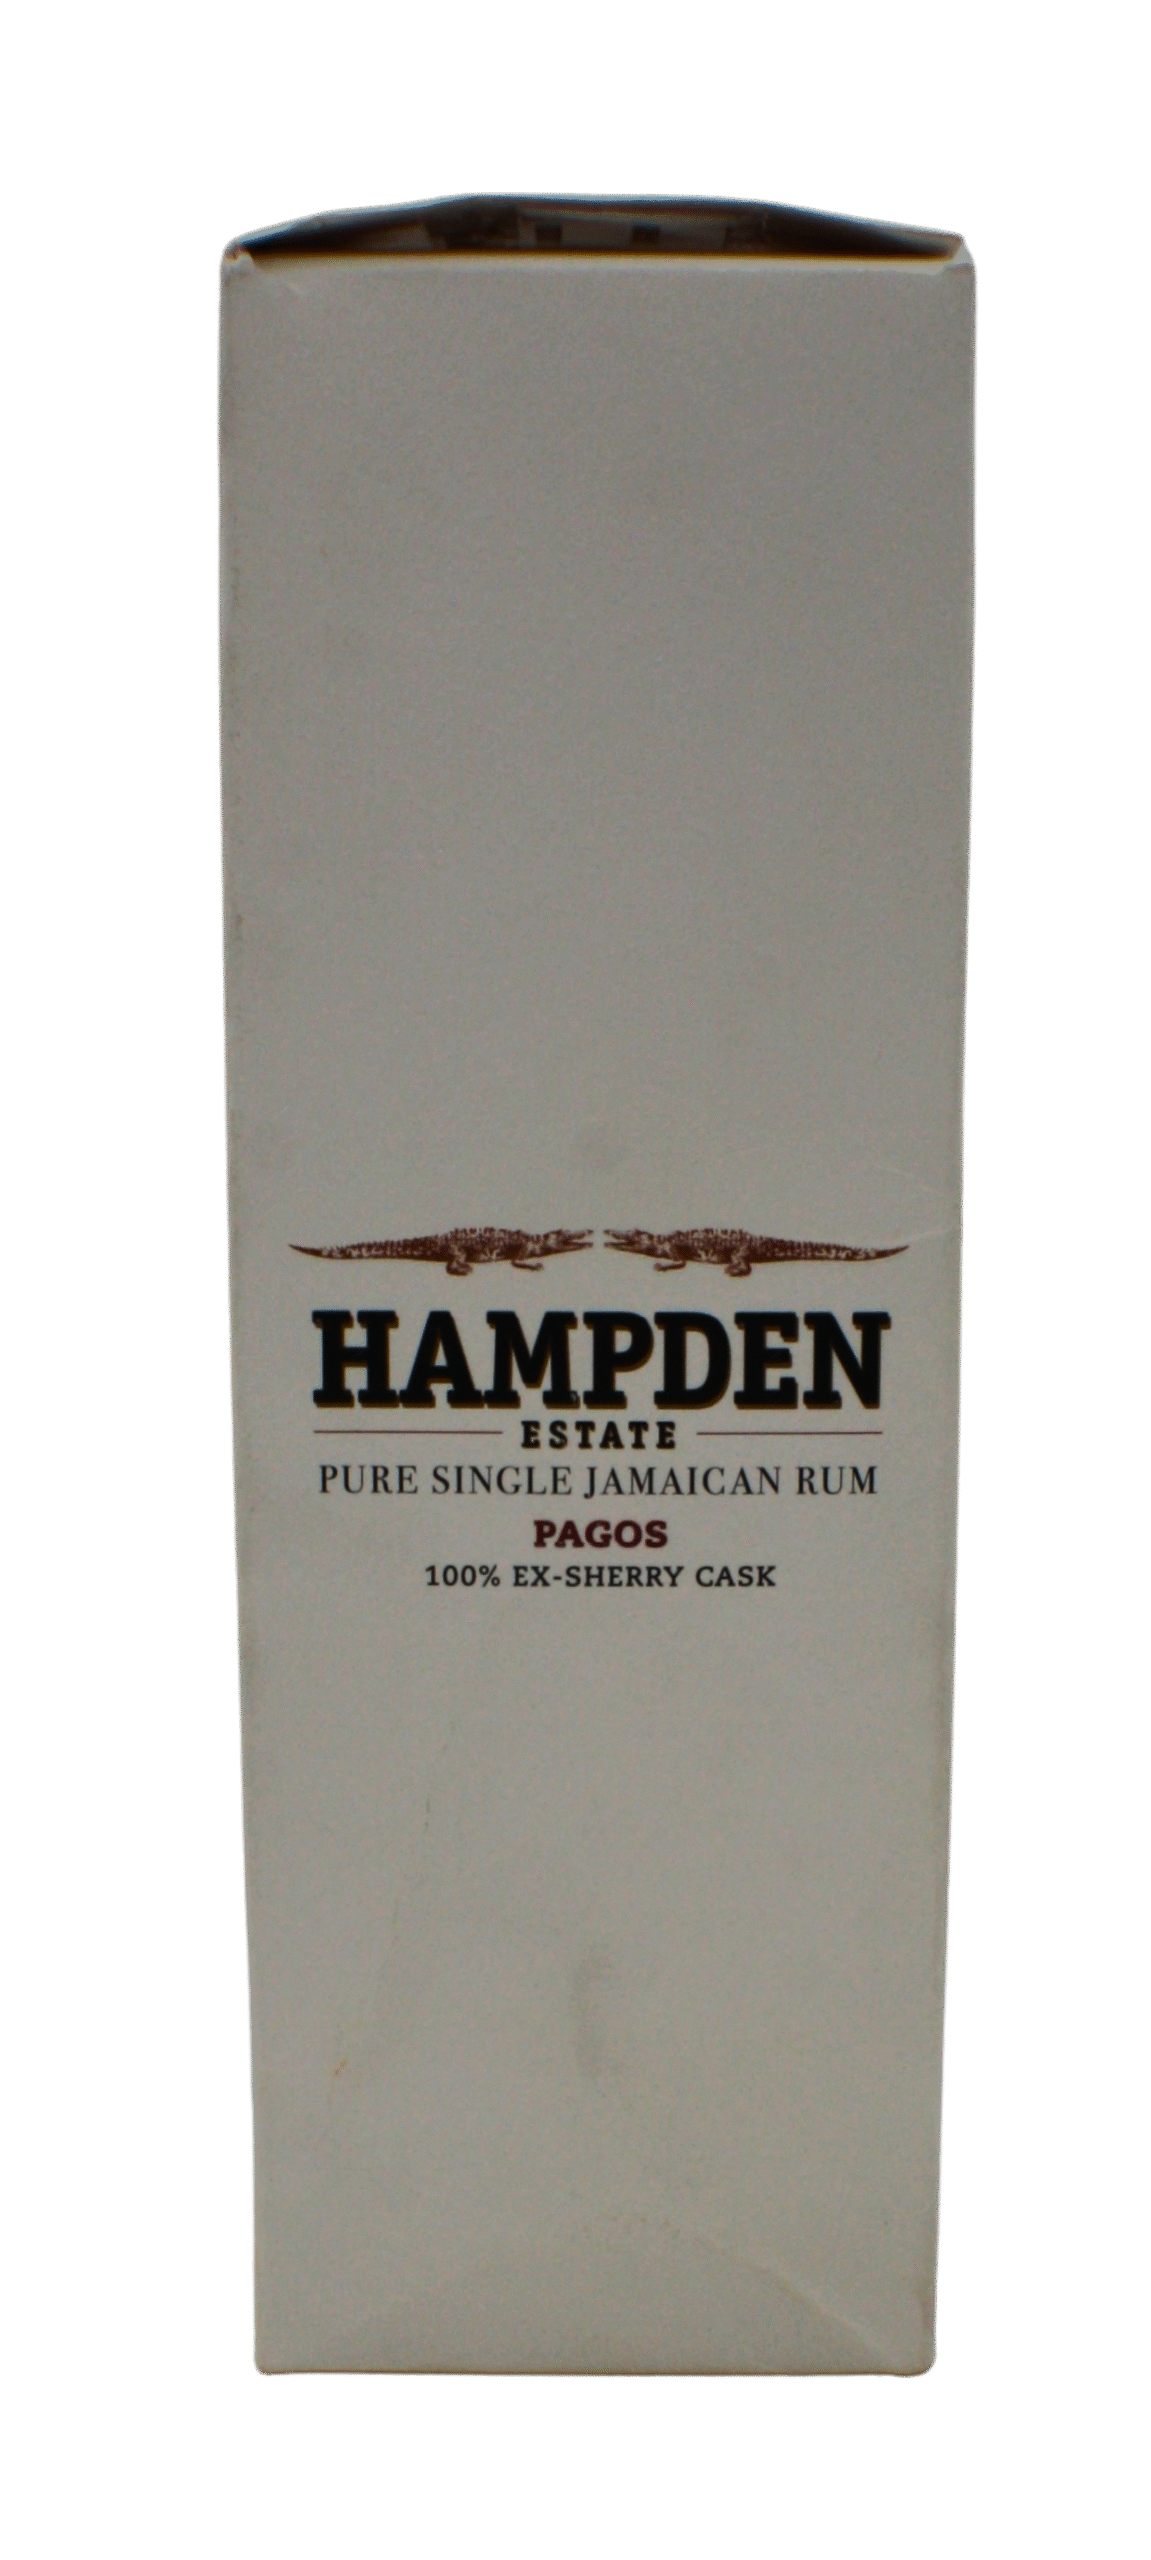 HAMPDEN
ESTATE
PURE SINGLE JAMAICAN RUM
PAGOS
100% EX-SHERRY CASK